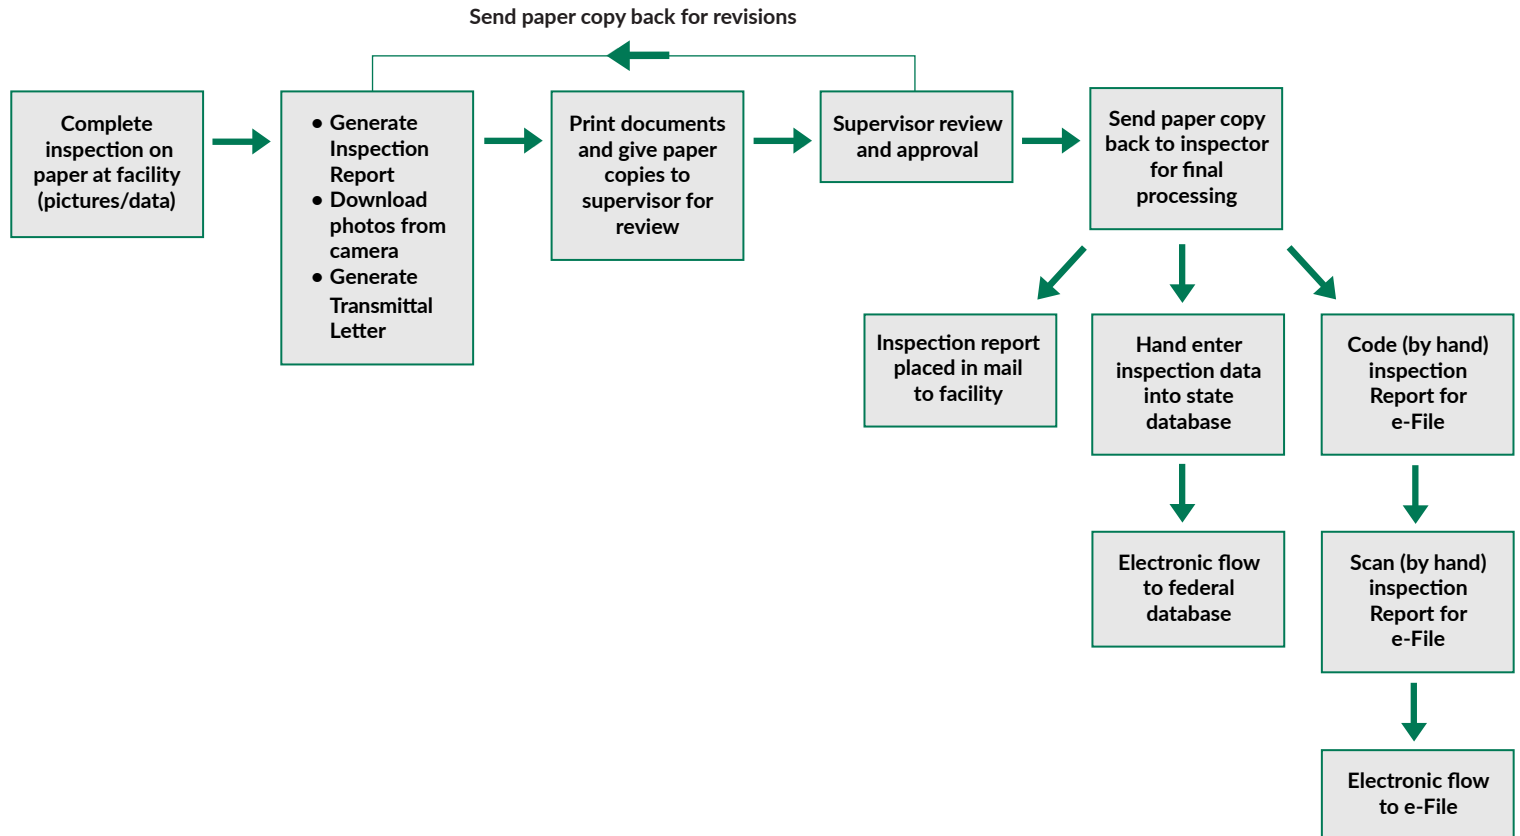 Send paper copy back for revisions
Complete
inspection on
paper at facility
(pictures/data)
• Generate
Inspection
Report
• Download
photos from
camera
• Generate
Transmittal
Letter
Print documents
and give paper
copies to
supervisor for
review
Supervisor review
and approval
Send paper copy
back to inspector
for final
processing
Inspection report
placed in mail
to facility
Hand enter
inspection data
into state
database
Code (by hand)
inspection
Report for
e-File
Electronic flow
to federal
database
Scan (by hand)
inspection
Report for
e-File
Electronic flow
to e-File